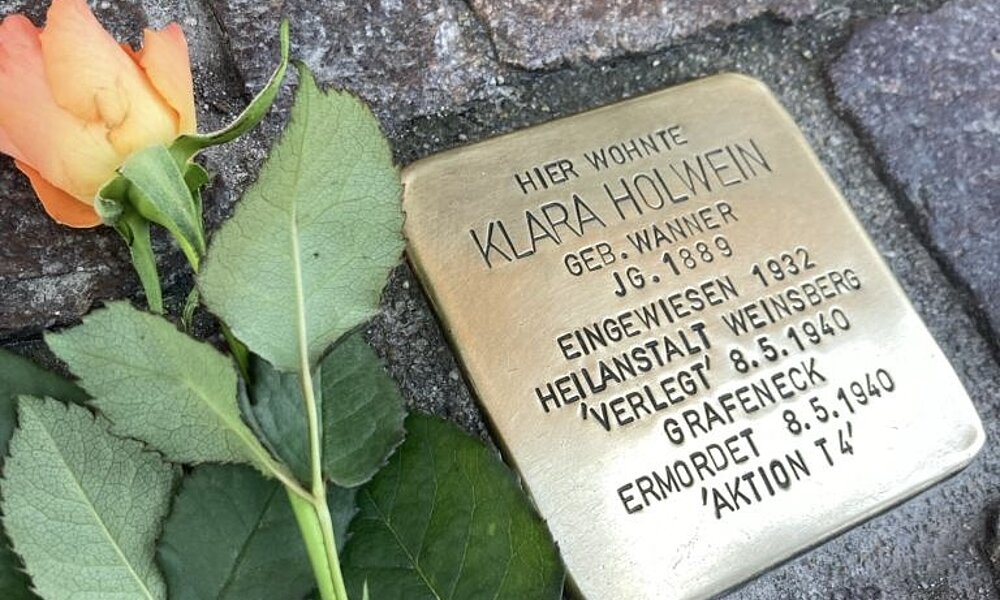 HIER WOHNTE
KLARA HOLWEIN
GEB. WANNER
JG. 1889
EINGEWIESEN 1932
HEILANSTALT WEINSBERG
'VERLEGT' 8.5.1940
GRAFENECK
ERMORDET 8.5.1940
'AKTION T4'